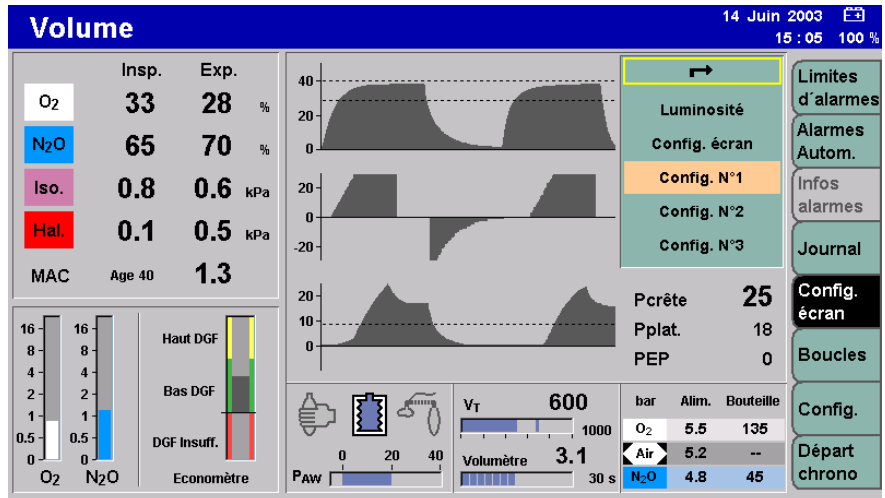 Volume
14 Juin 2003
15 : 05 100 %
Insp. Exp.
O2 33 28 %
N2O 65 70 %
Iso. 0.8 0.6 kPa
Hal. 0.1 0.5 kPa
MAC Age 40 1.3
16
8
4
2
1
0.5
0
O2
16
8
4
2
1
0.5
0
N2O
Haut DGF
Bas DGF
DGF Insuff.
Economètre
40
20
0
20
0
-20
20
10
0
Luminosité
Config. écran
Config. N°1
Config. N°2
Config. N°3
Pcrête 25
Pplat. 18
PEP 0
0 20 40
PAW
VT 600
1000
Volumètre 3.1
30 s
bar Alim. Bouteille
O2 5.5 135
Air 5.2 --
N2O 4.8 45
Limites
d´alarmes
Alarmes
Autom.
Infos
alarmes
Journal
Config.
écran
Boucles
Config.
Départ
chrono